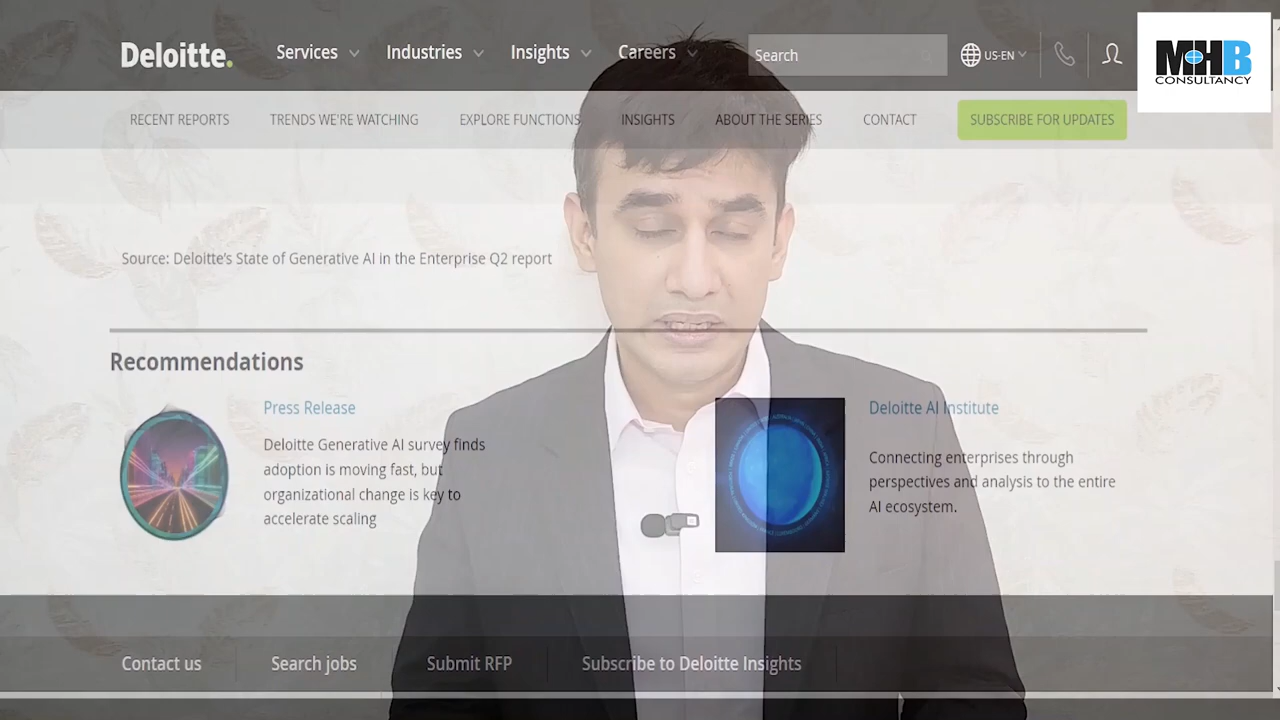 Deloitte.
Services
Industries
Insights
Careers
Search
US-EN
MHB
CONSULTANCY
RECENT REPORTS
TRENDS WE'RE WATCHING
EXPLORE FUNCTIONS
INSIGHTS
ABOUT THE SERIES
CONTACT
SUBSCRIBE FOR UPDATES
Source: Deloitte's State of Generative AI in the Enterprise Q2 report
Recommendations
Press Release
Deloitte Generative AI survey finds
adoption is moving fast, but
organizational change is key to
accelerate scaling
Deloitte AI Institute
Connecting enterprises through
perspectives and analysis to the entire
AI ecosystem.
Contact us
Search jobs
Submit RFP
Subscribe to Deloitte Insights